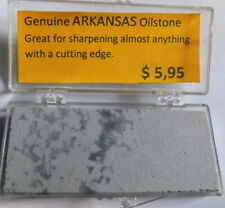 Genuine ARKANSAS Oilstone
Great for sharpening almost anything
with a cutting edge.
$ 5,95